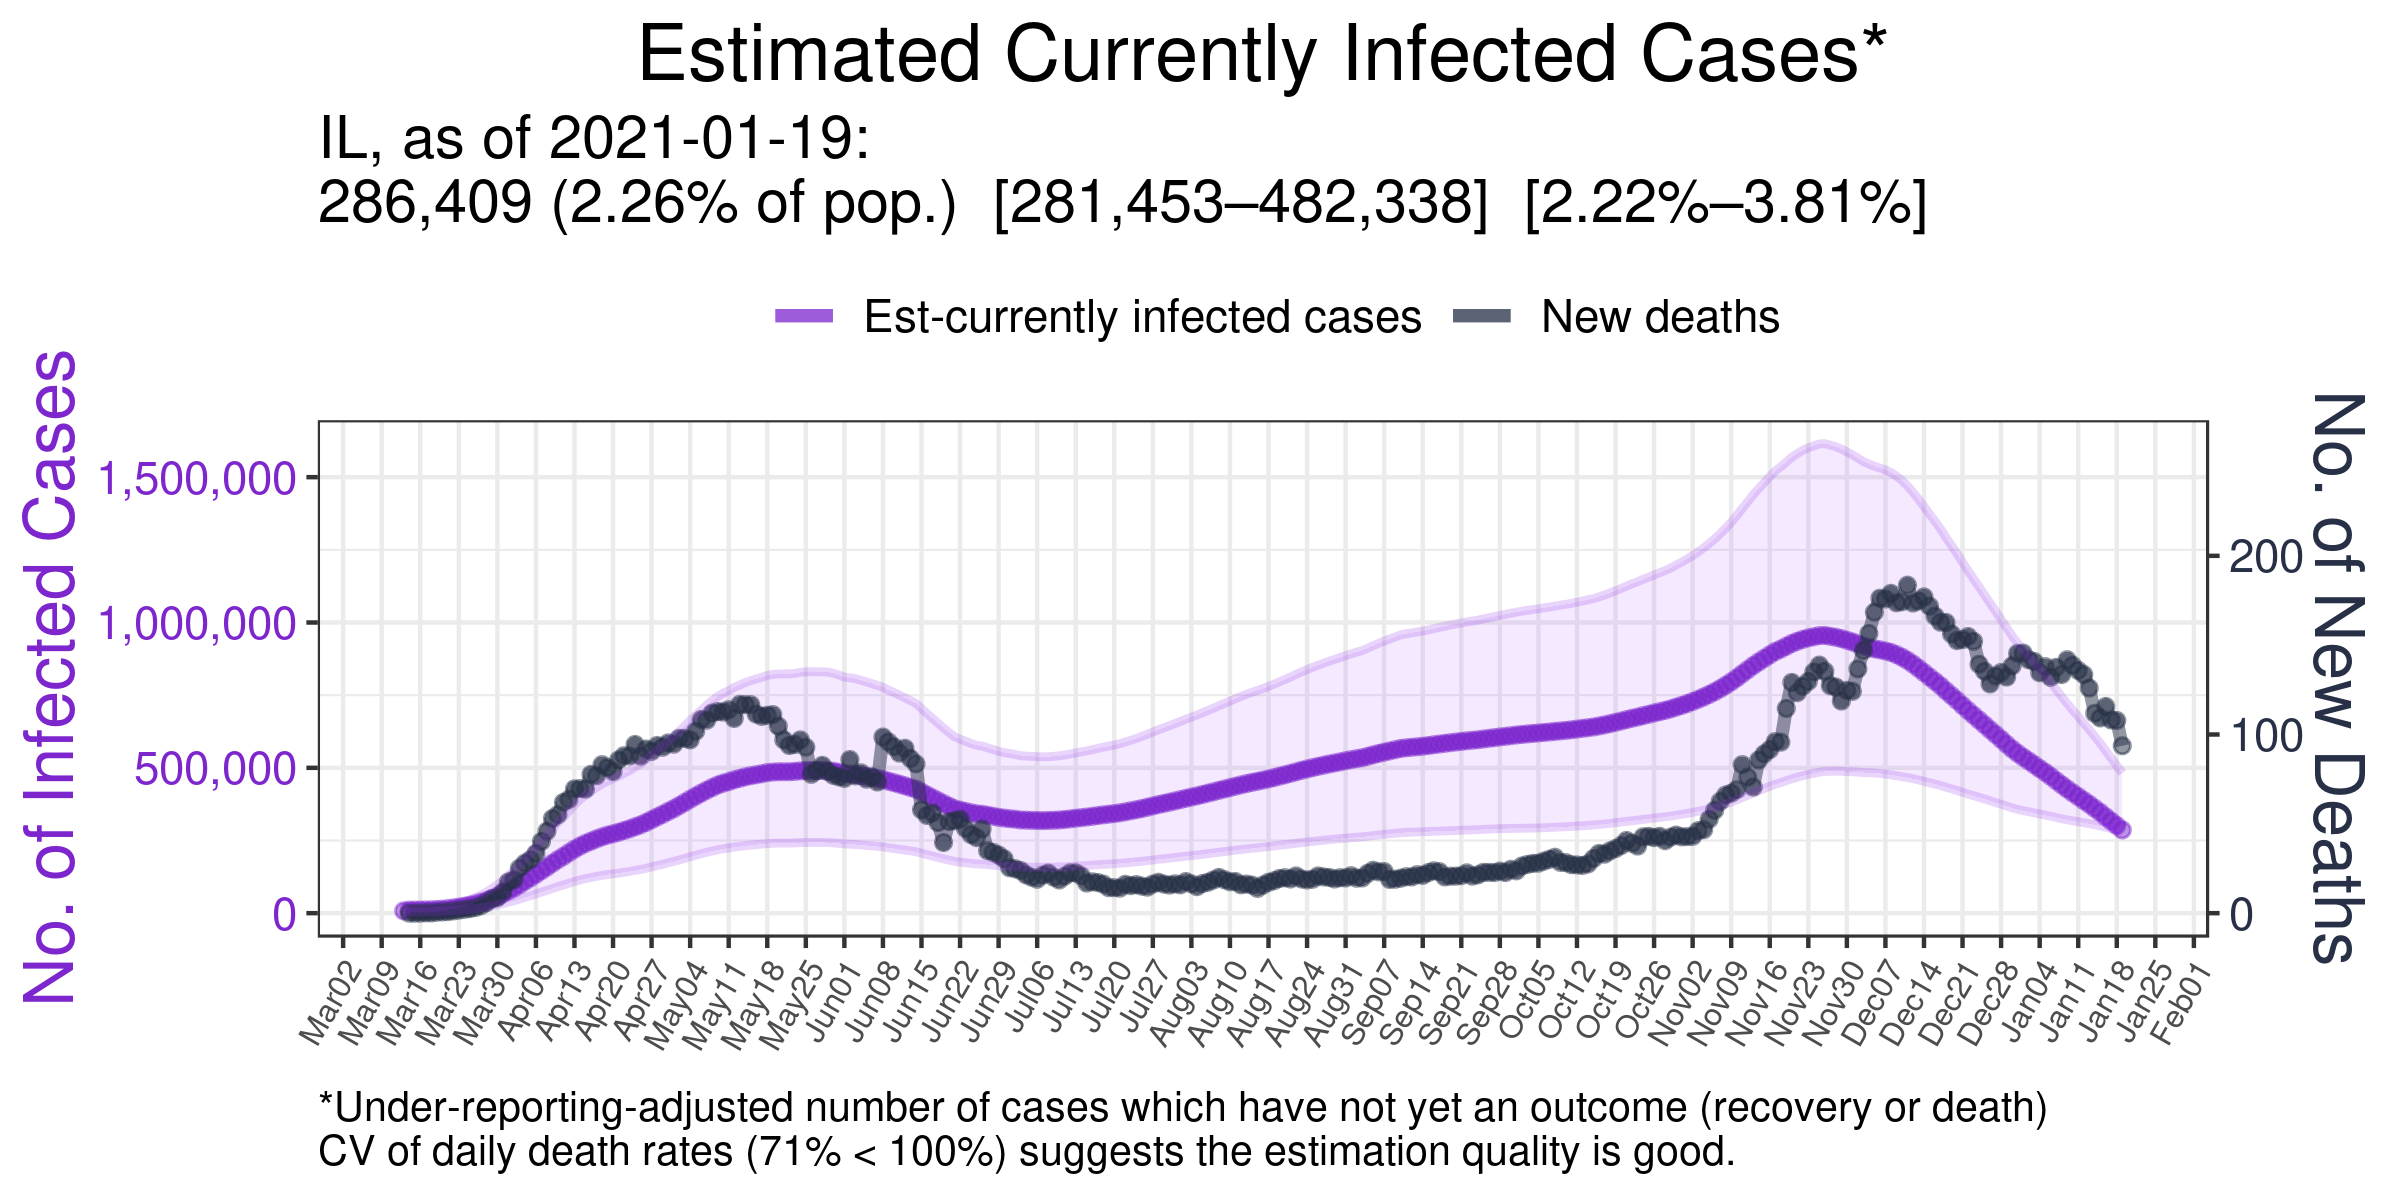 Estimated Currently Infected Cases*
IL, as of 2021-01-19:
286,409 (2.26% of pop.)  [281,453–482,338]  [2.22%–3.81%]
Est-currently infected cases
New deaths
No. of Infected Cases
1,500,000
1,000,000
500,000
0
No. of New Deaths
200
100
0
Mar02
Mar09
Mar16
Mar23
Mar30
Apr06
Apr13
Apr20
Apr27
May04
May11
May18
May25
Jun01
Jun08
Jun15
Jun22
Jun29
Jul06
Jul13
Jul20
Jul27
Aug03
Aug10
Aug17
Aug24
Aug31
Sep07
Sep14
Sep21
Sep28
Oct05
Oct12
Oct19
Oct26
Nov02
Nov09
Nov16
Nov23
Nov30
Dec07
Dec14
Dec21
Dec28
Jan04
Jan11
Jan18
Jan25
Feb01
*Under-reporting-adjusted number of cases which have not yet an outcome (recovery or death)
CV of daily death rates (71% < 100%) suggests the estimation quality is good.